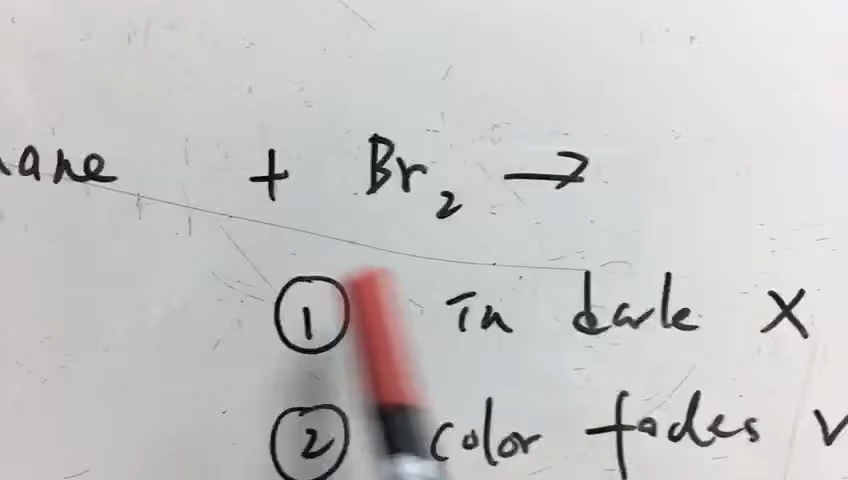 ane + Br₂ →
① in dark X
② color fades